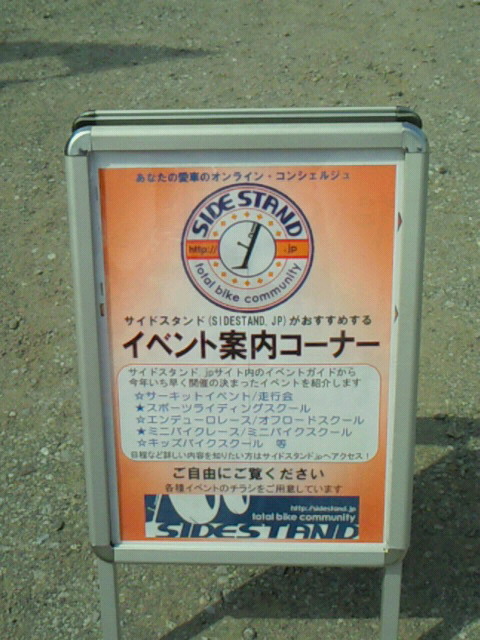 あなたの愛車のオンライン・コンシェルジュ
SIDE STAND
http:// .jp
total bike community
サイドスタンド(SIDESTAND.JP)がおすすめする
イベント案内コーナー
サイドスタンド.jpサイト内のイベントガイドから
今年いち早く開催の決まったイベントを紹介します
☆サーキットイベント/走行会
★スポーツライディングスクール
☆エンデューロレース/オフロードスクール
★ミニバイクレース/ミニバイクスクール
☆キッズバイクスクール 等
日程など詳しい内容を知りたい方はサイドスタンド.jpへアクセス!
ご自由にご覧ください
各種イベントのチラシをご用意しています
http://sidestand.jp
total bike community
SIDESTAND